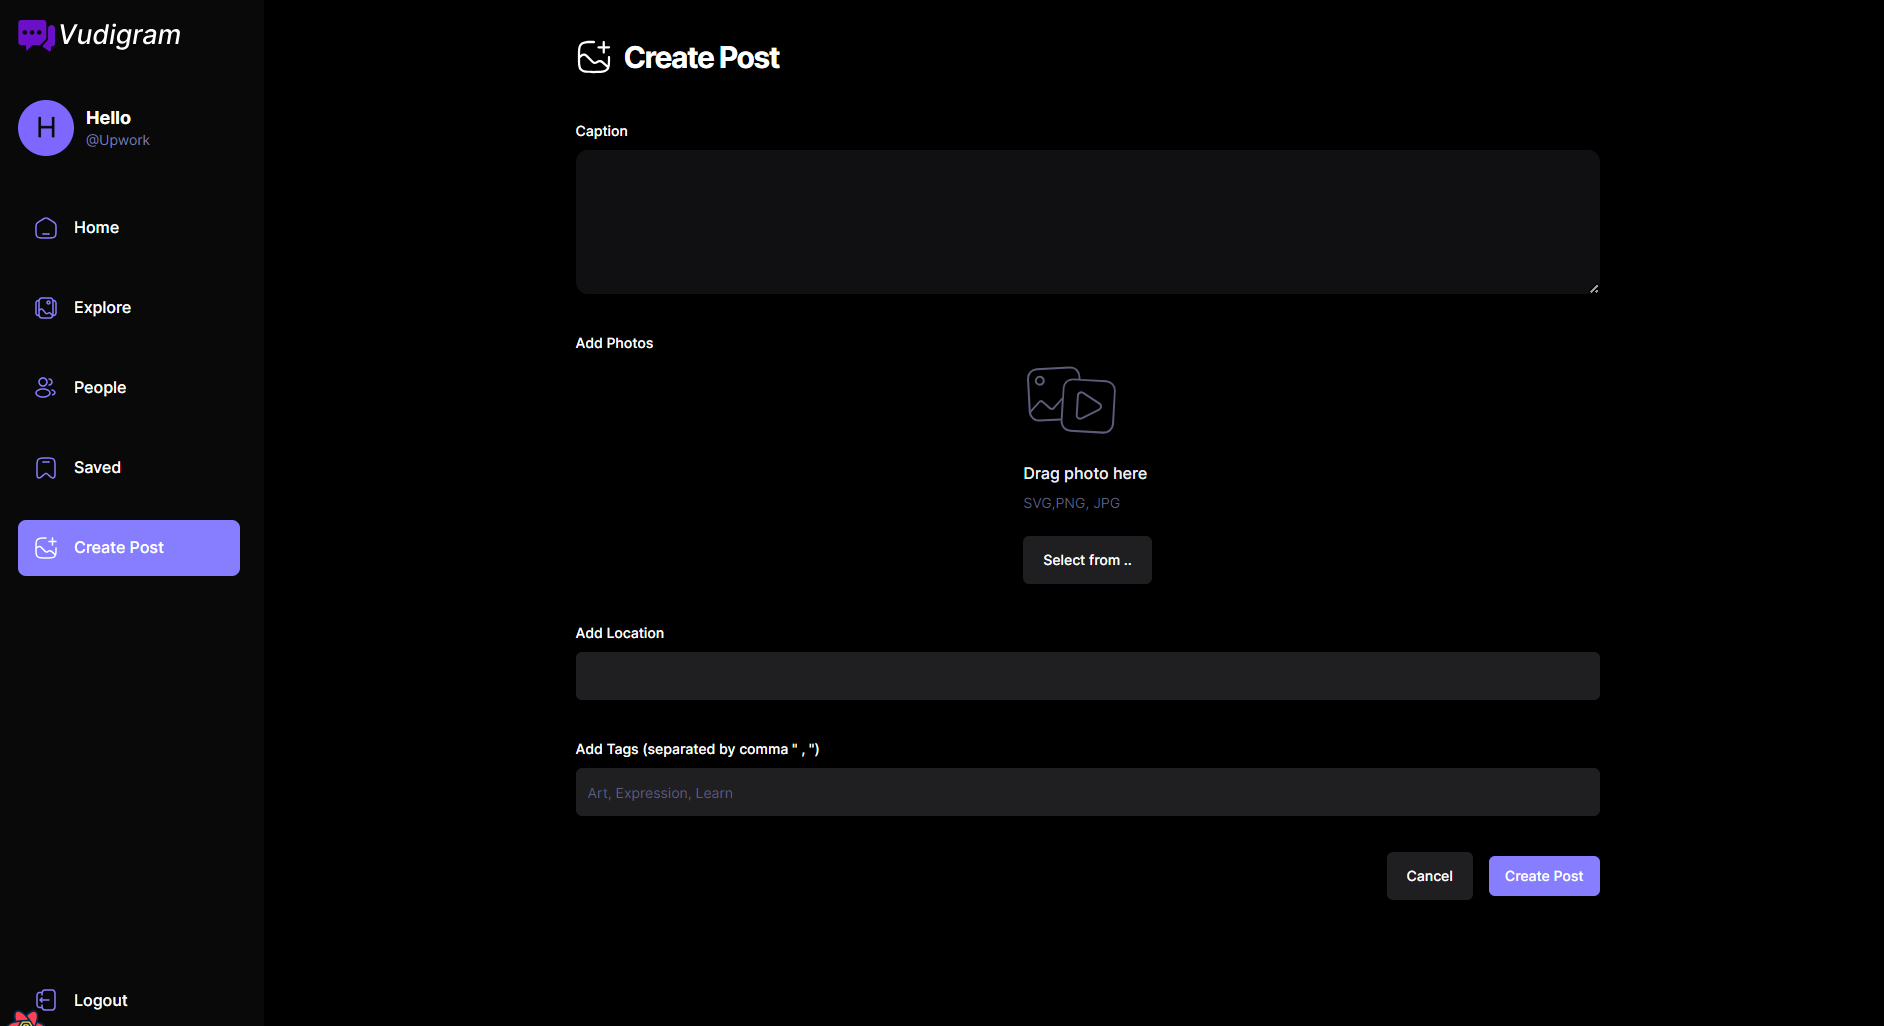 Vudigram
H
Hello
@Upwork
Home
Explore
People
Saved
Create Post
Logout
Create Post
Caption
Add Photos
Drag photo here
SVG,PNG, JPG
Select from ..
Add Location
Add Tags (separated by comma " , ")
Art, Expression, Learn
Cancel
Create Post